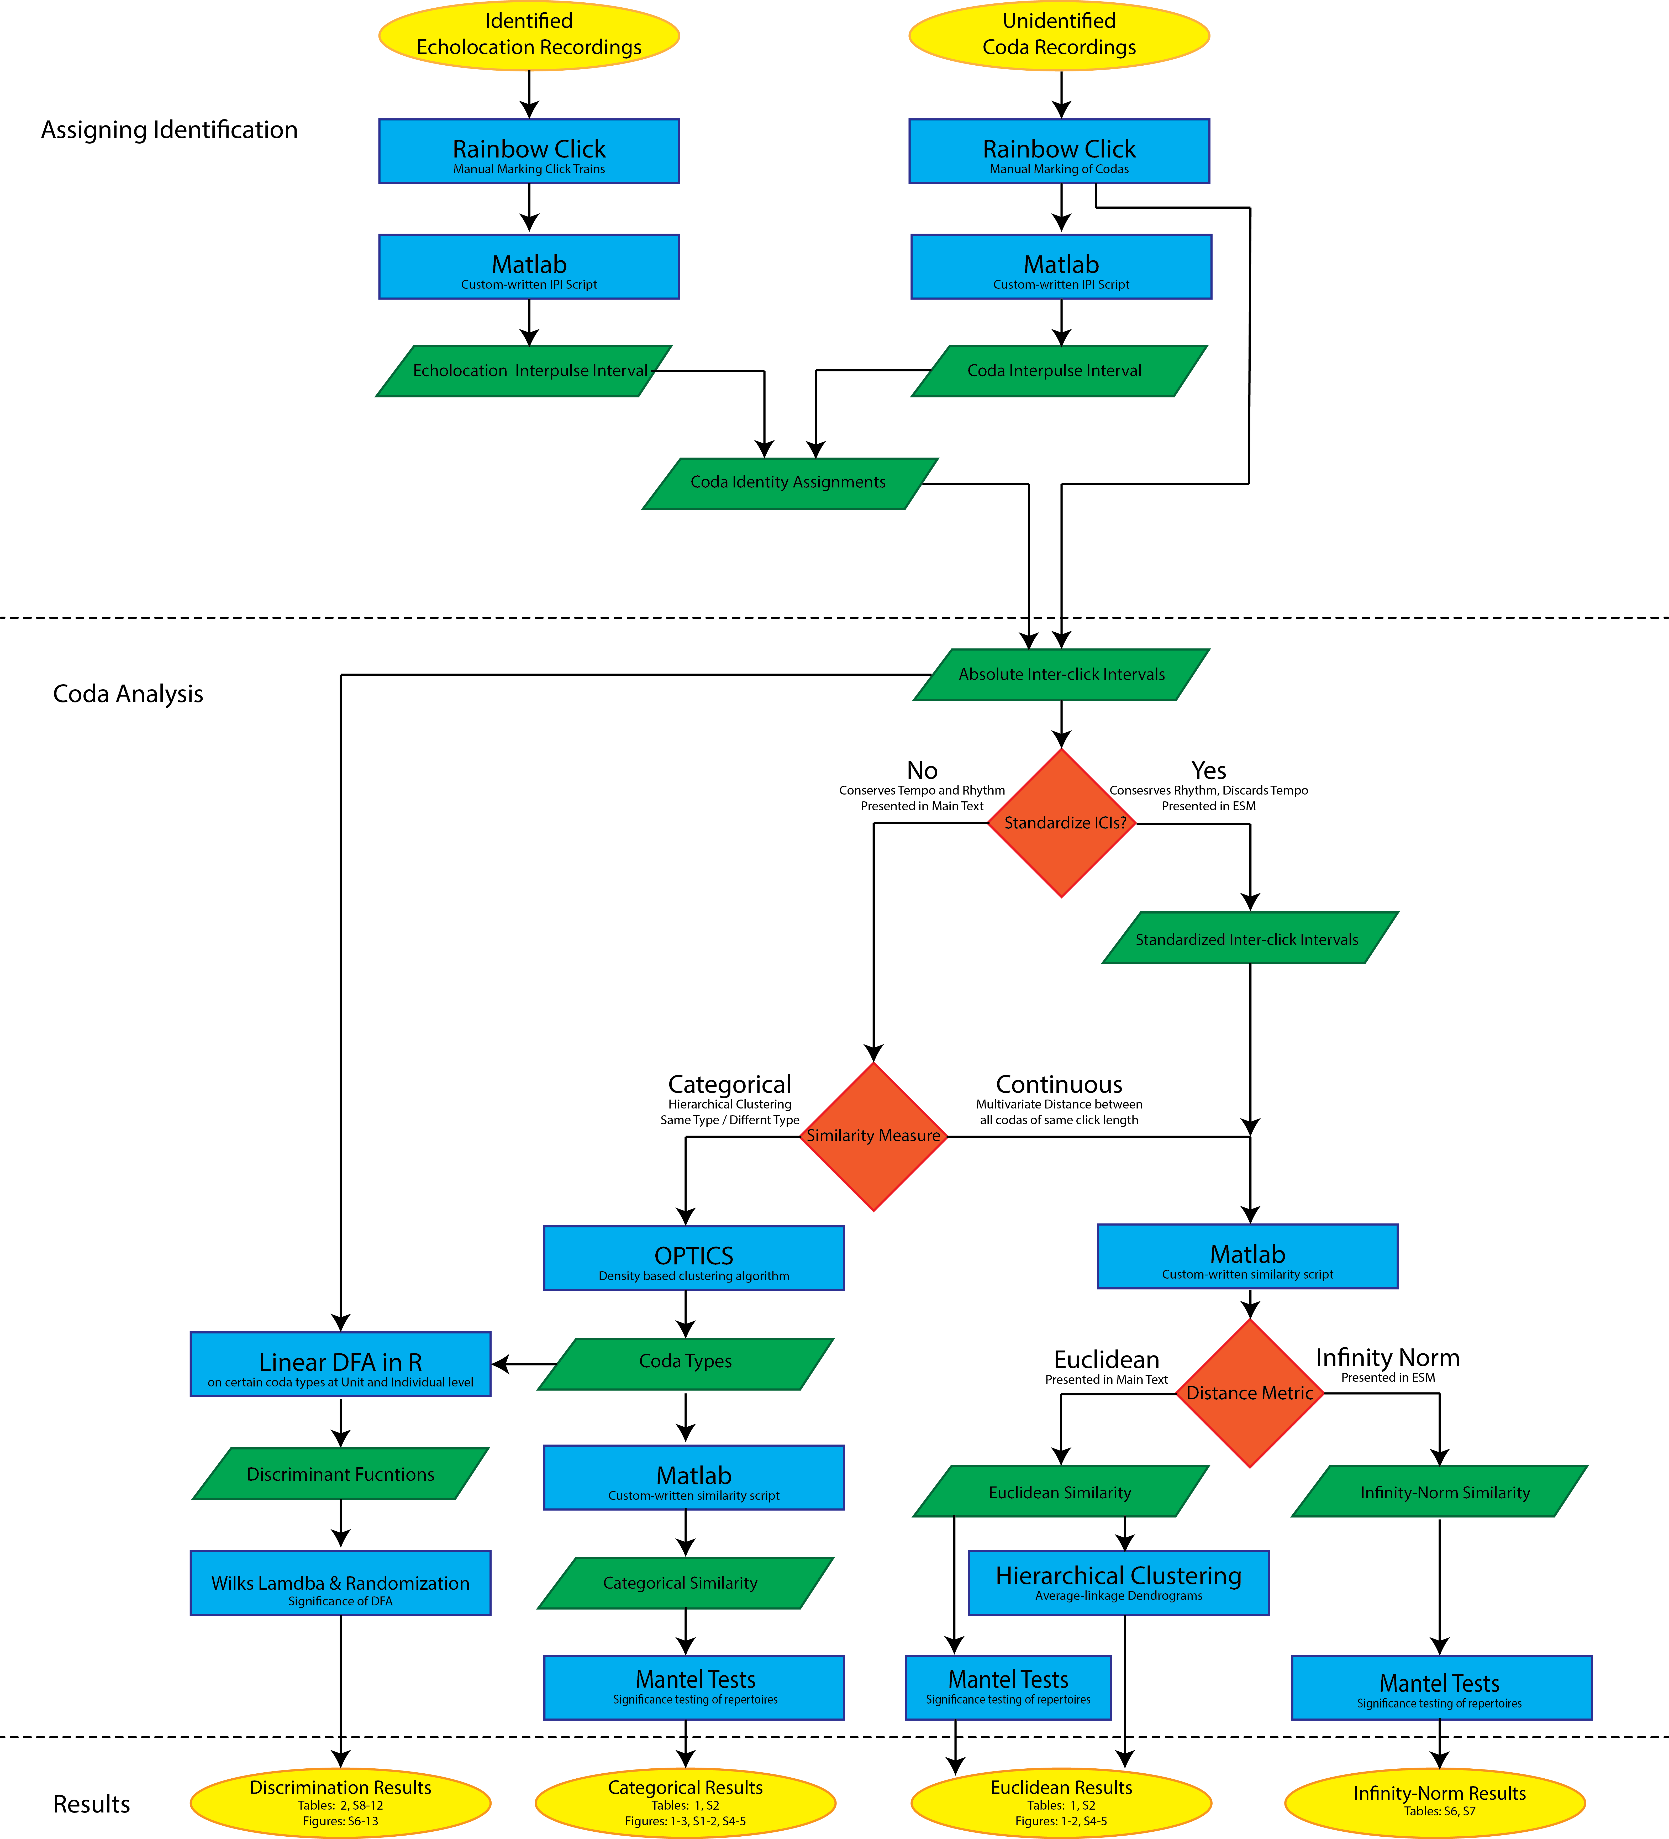 Identified
Echolocation Recordings
Unidentified
Coda Recordings
Assigning Identification
Rainbow Click
Manual Marking Click Trains
Rainbow Click
Manual Marking of Codas
Matlab
Custom-written IPI Script
Matlab
Custom-written IPI Script
Echolocation Interpulse Interval
Coda Interpulse Interval
Coda Identity Assignments
Coda Analysis
Absolute Inter-click Intervals
No
Conserves Tempo and Rhythm
Presented in Main Text
Yes
Consesrves Rhythm, Discards Tempo
Presented in ESM
Standardize ICIs?
Standardized Inter-click Intervals
Categorical
Hierarchical Clustering
Same Type / Differnt Type
Continuous
Multivariate Distance between
all codas of same click length
Similarity Measure
OPTICS
Density based clustering algorithm
Matlab
Custom-written similarity script
Linear DFA in R
on certain coda types at Unit and Individual level
Coda Types
Euclidean
Presented in Main Text
Infinity Norm
Presented in ESM
Distance Metric
Discriminant Fucntions
Matlab
Custom-written similarity script
Euclidean Similarity
Infinity-Norm Similarity
Wilks Lamdba & Randomization
Significance of DFA
Categorical Similarity
Hierarchical Clustering
Average-linkage Dendrograms
Mantel Tests
Significance testing of repertoires
Mantel Tests
Significance testing of repertoires
Mantel Tests
Significance testing of repertoires
Results
Discrimination Results
Tables: 2, S8-12
Figures: S6-13
Categorical Results
Tables: 1, S2
Figures: 1-3, S1-2, S4-5
Euclidean Results
Tables: 1, S2
Figures: 1-2, S4-5
Infinity-Norm Results
Tables: S6, S7